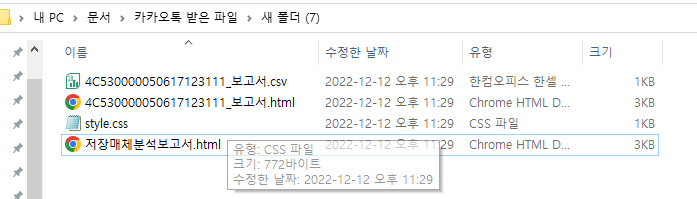 > 내 PC > 문서 > 카카오톡 받은 파일 > 새 폴더 (7)
이름 수정한 날짜 유형 크기
4C530000050617123111_보고서.csv 2022-12-12 오후 11:29 한컴오피스 한셀 ... 1KB
4C530000050617123111_보고서.html 2022-12-12 오후 11:29 Chrome HTML D... 3KB
style.css 2022-12-12 오후 11:29 CSS 파일 1KB
저장매체분석보고서.html 2022-12-12 오후 11:29 Chrome HTML D... 3KB
유형: CSS 파일
크기: 772바이트
수정한 날짜: 2022-12-12 오후 11:29